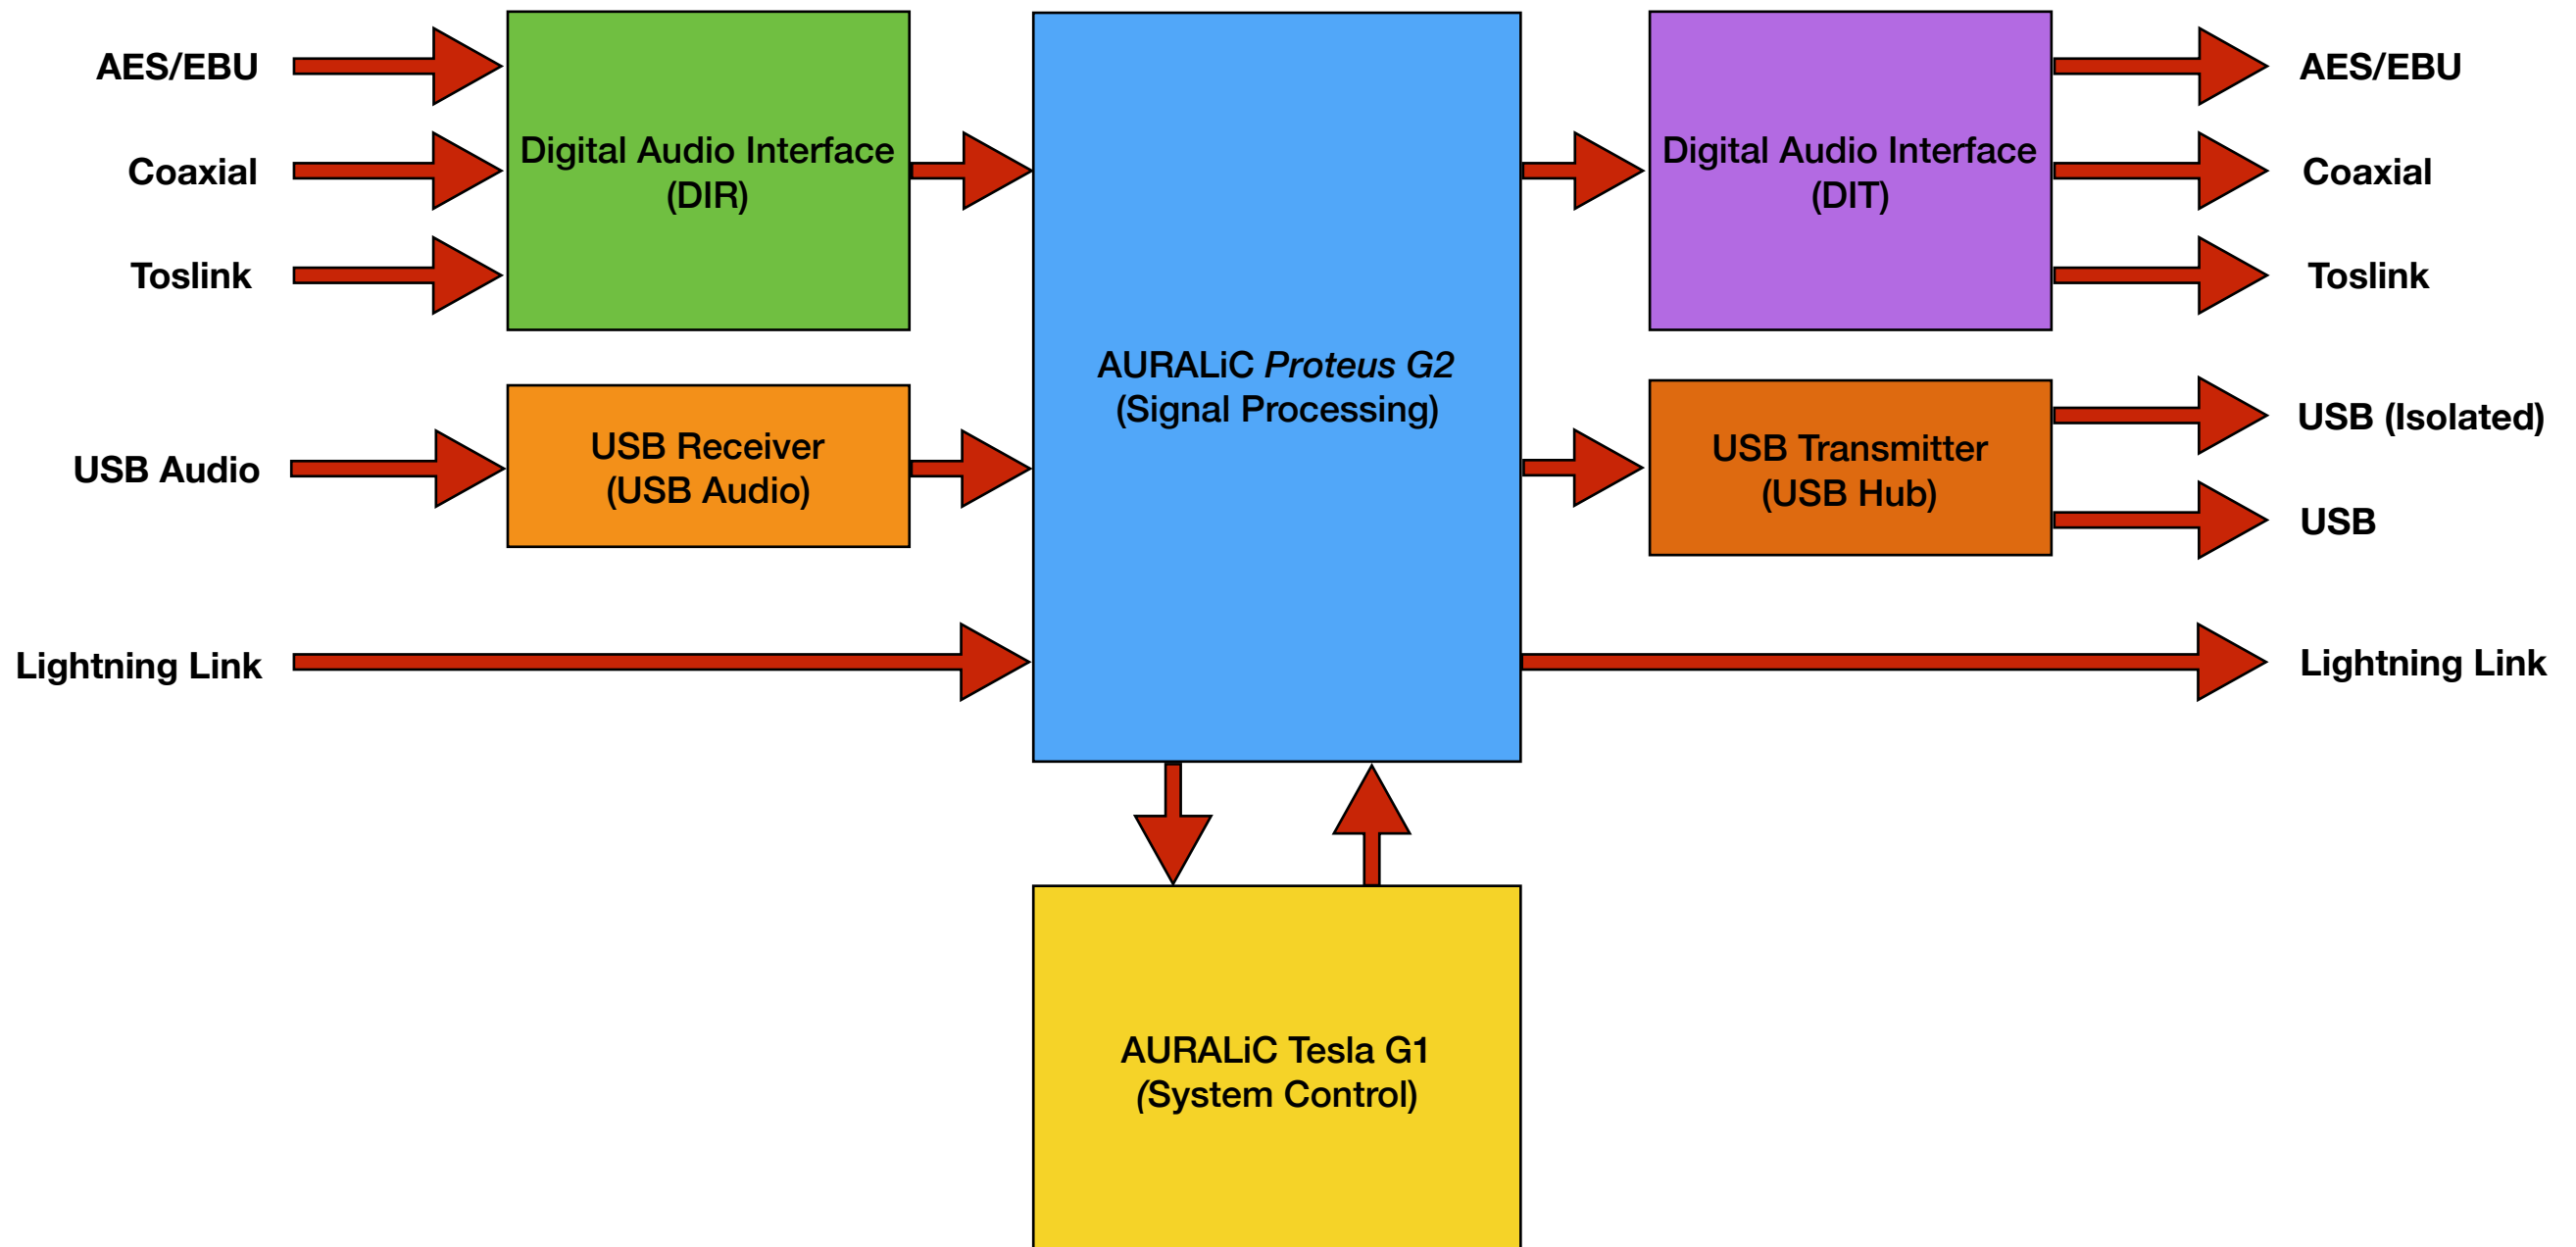 AES/EBU
Coaxial
Toslink
USB Audio
Lightning Link
Digital Audio Interface
(DIR)
USB Receiver
(USB Audio)
AURALiC Proteus G2
(Signal Processing)
AURALiC Tesla G1
(System Control)
Digital Audio Interface
(DIT)
USB Transmitter
(USB Hub)
AES/EBU
Coaxial
Toslink
USB (Isolated)
USB
Lightning Link